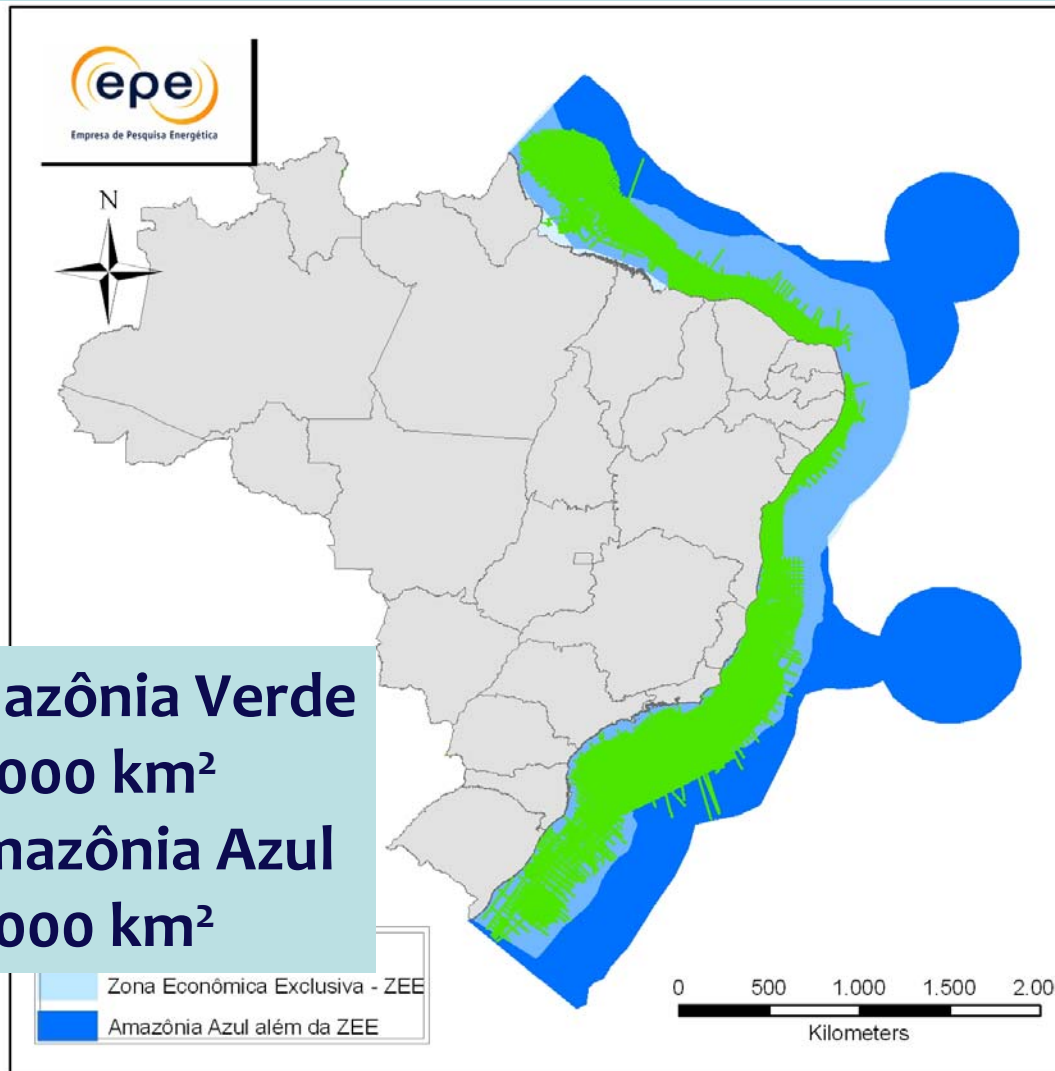 epe
Empresa de Pesquisa Energética
N
azônia Verde
000 km²
mazônia Azul
000 km²
Zona Econômica Exclusiva - ZEE
Amazônia Azul além da ZEE
0 500 1.000 1.500 2.00
Kilometers